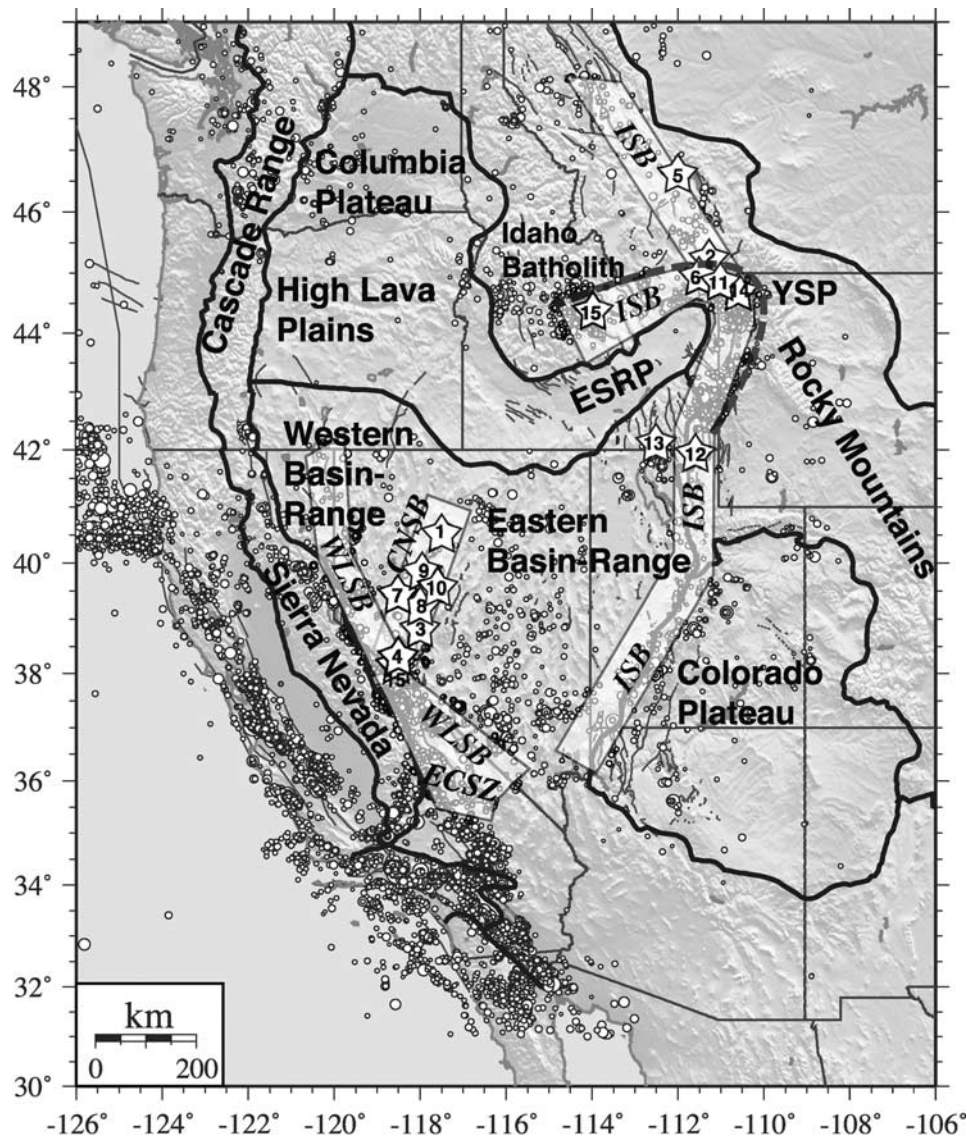 48°
46°
44°
42°
40°
38°
36°
34°
32°
30°
-126° -124° -122° -120° -118° -116° -114° -112° -110° -108° -106°
Cascade Range
Columbia
Plateau
High Lava
Plains
Idaho
Batholith
ISB
5
2
6
11
14
YSP
15
ISB
ESRP
Rocky Mountains
13
12
ISB
Western
Basin-
Range
WLSB
CNSB
1
9
10
7
8
3
4
Eastern
Basin-Range
Sierra Nevada
ISB
Colorado
Plateau
WLSB
ECSZ
km
0 200